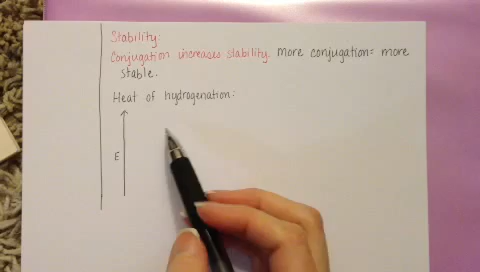 Stability:
Conjugation increases stability. more conjugation= more
stable.
Heat of hydrogenation:
E